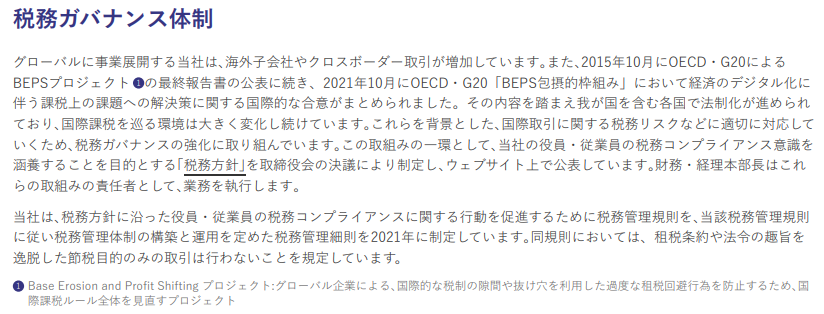 税務ガバナンス体制
グローバルに事業展開する当社は、海外子会社やクロスボーダー取引が増加しています。また、2015年10月にOECD・G20による
BEPSプロジェクト❶の最終報告書の公表に続き、2021年10月にOECD・G20「BEPS包摂的枠組み」において経済のデジタル化に
伴う課税上の課題への解決策に関する国際的な合意がまとめられました。その内容を踏まえ我が国を含む各国で法制化が進められ
ており、国際課税を巡る環境は大きく変化し続けています。これらを背景とした、国際取引に関する税務リスクなどに適切に対応して
いくため、税務ガバナンスの強化に取り組んでいます。この取組みの一環として、当社の役員・従業員の税務コンプライアンス意識を
涵養することを目的とする「税務方針」を取締役会の決議により制定し、ウェブサイト上で公表しています。財務・経理本部長はこれ
らの取組みの責任者として、業務を執行します。
当社は、税務方針に沿った役員・従業員の税務コンプライアンスに関する行動を促進するために税務管理規則を、当該税務管理規則
に従い税務管理体制の構築と運用を定めた税務管理細則を2021年に制定しています。同規則においては、租税条約や法令の趣旨を
逸脱した節税目的のみの取引は行わないことを規定しています。
❶ Base Erosion and Profit Shifting プロジェクト:グローバル企業による、国際的な税制の隙間や抜け穴を利用した過度な租税回避行為を防止するため、国
際課税ルール全体を見直すプロジェクト